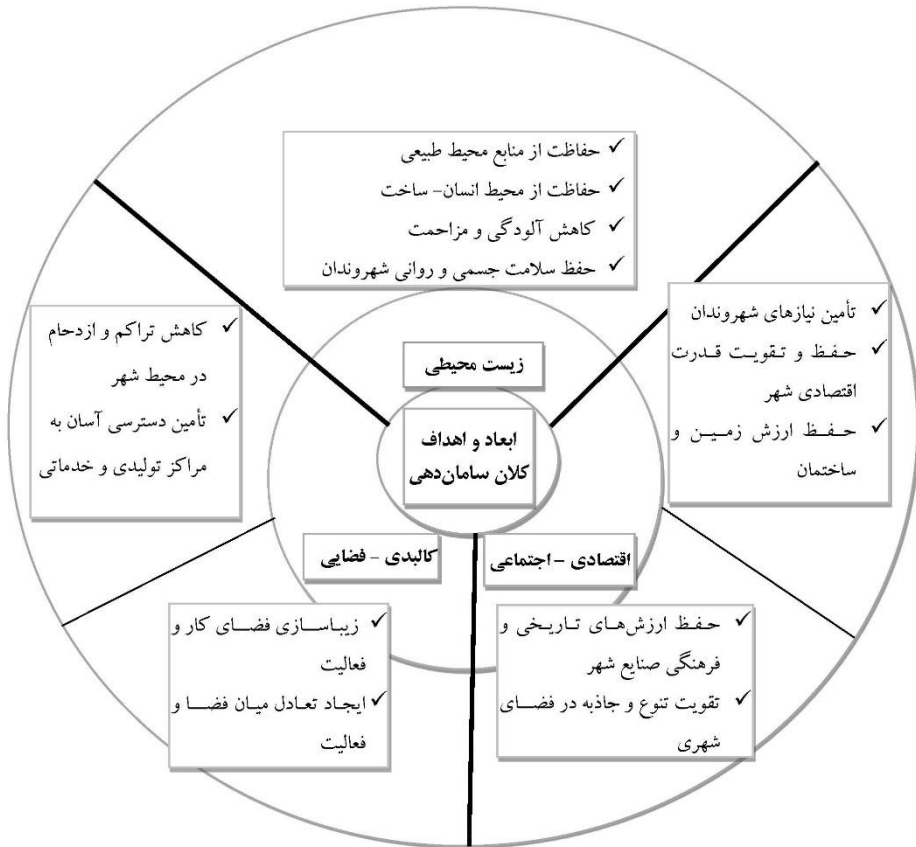 حفاظت از منابع محیط طبیعی
حفاظت از محیط انسان- ساخت
کاهش آلودگی و مزاحمت
حفظ سلامت جسمی و روانی شهروندان
تأمین نیازهای شهروندان
حفظ و تقویت قدرت
اقتصادی شهر
حفظ ارزش زمین و
ساختمان
کاهش تراکم و ازدحام
در محیط شهر
تأمین دسترسی آسان به
مراکز تولیدی و خدماتی
زیست محیطی
ابعاد و اهداف
کلان سامان‌دهی
اقتصادی - اجتماعی
کالبدی - فضایی
حفظ ارزش‌های تاریخی و
فرهنگی صنایع شهر
تقویت تنوع و جاذبه در فضای
شهری
زیباسازی فضای کار و
فعالیت
ایجاد تعادل میان فضا و
فعالیت